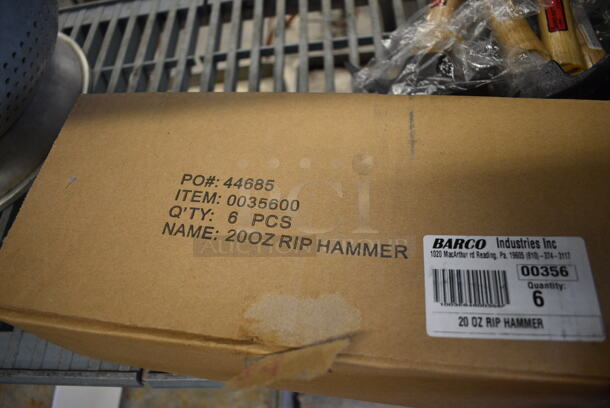 PO#: 44685
ITEM: 0035600
Q'TY: 6 PCS
NAME: 20OZ RIP HAMMER
BARCO Industries Inc
1020 MacArthur rd Reading, Pa. 19605 (610)-374-3117
00356
Quantity:
6
20 OZ RIP HAMMER